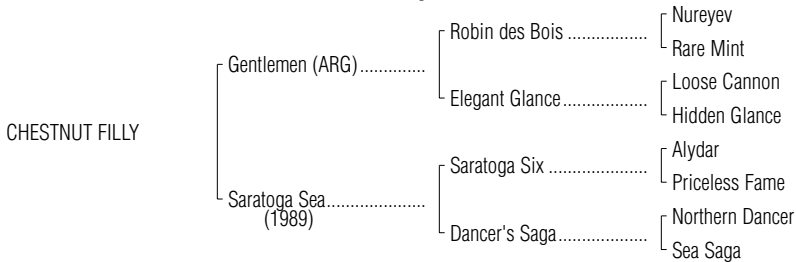 Nureyev
Robin des Bois ..................
Rare Mint
Gentlemen (ARG)..............
Loose Cannon
Elegant Glance...................
Hidden Glance
CHESTNUT FILLY
Alydar
Saratoga Six ......................
Priceless Fame
Saratoga Sea.....................
(1989)
Northern Dancer
Dancer's Saga....................
Sea Saga